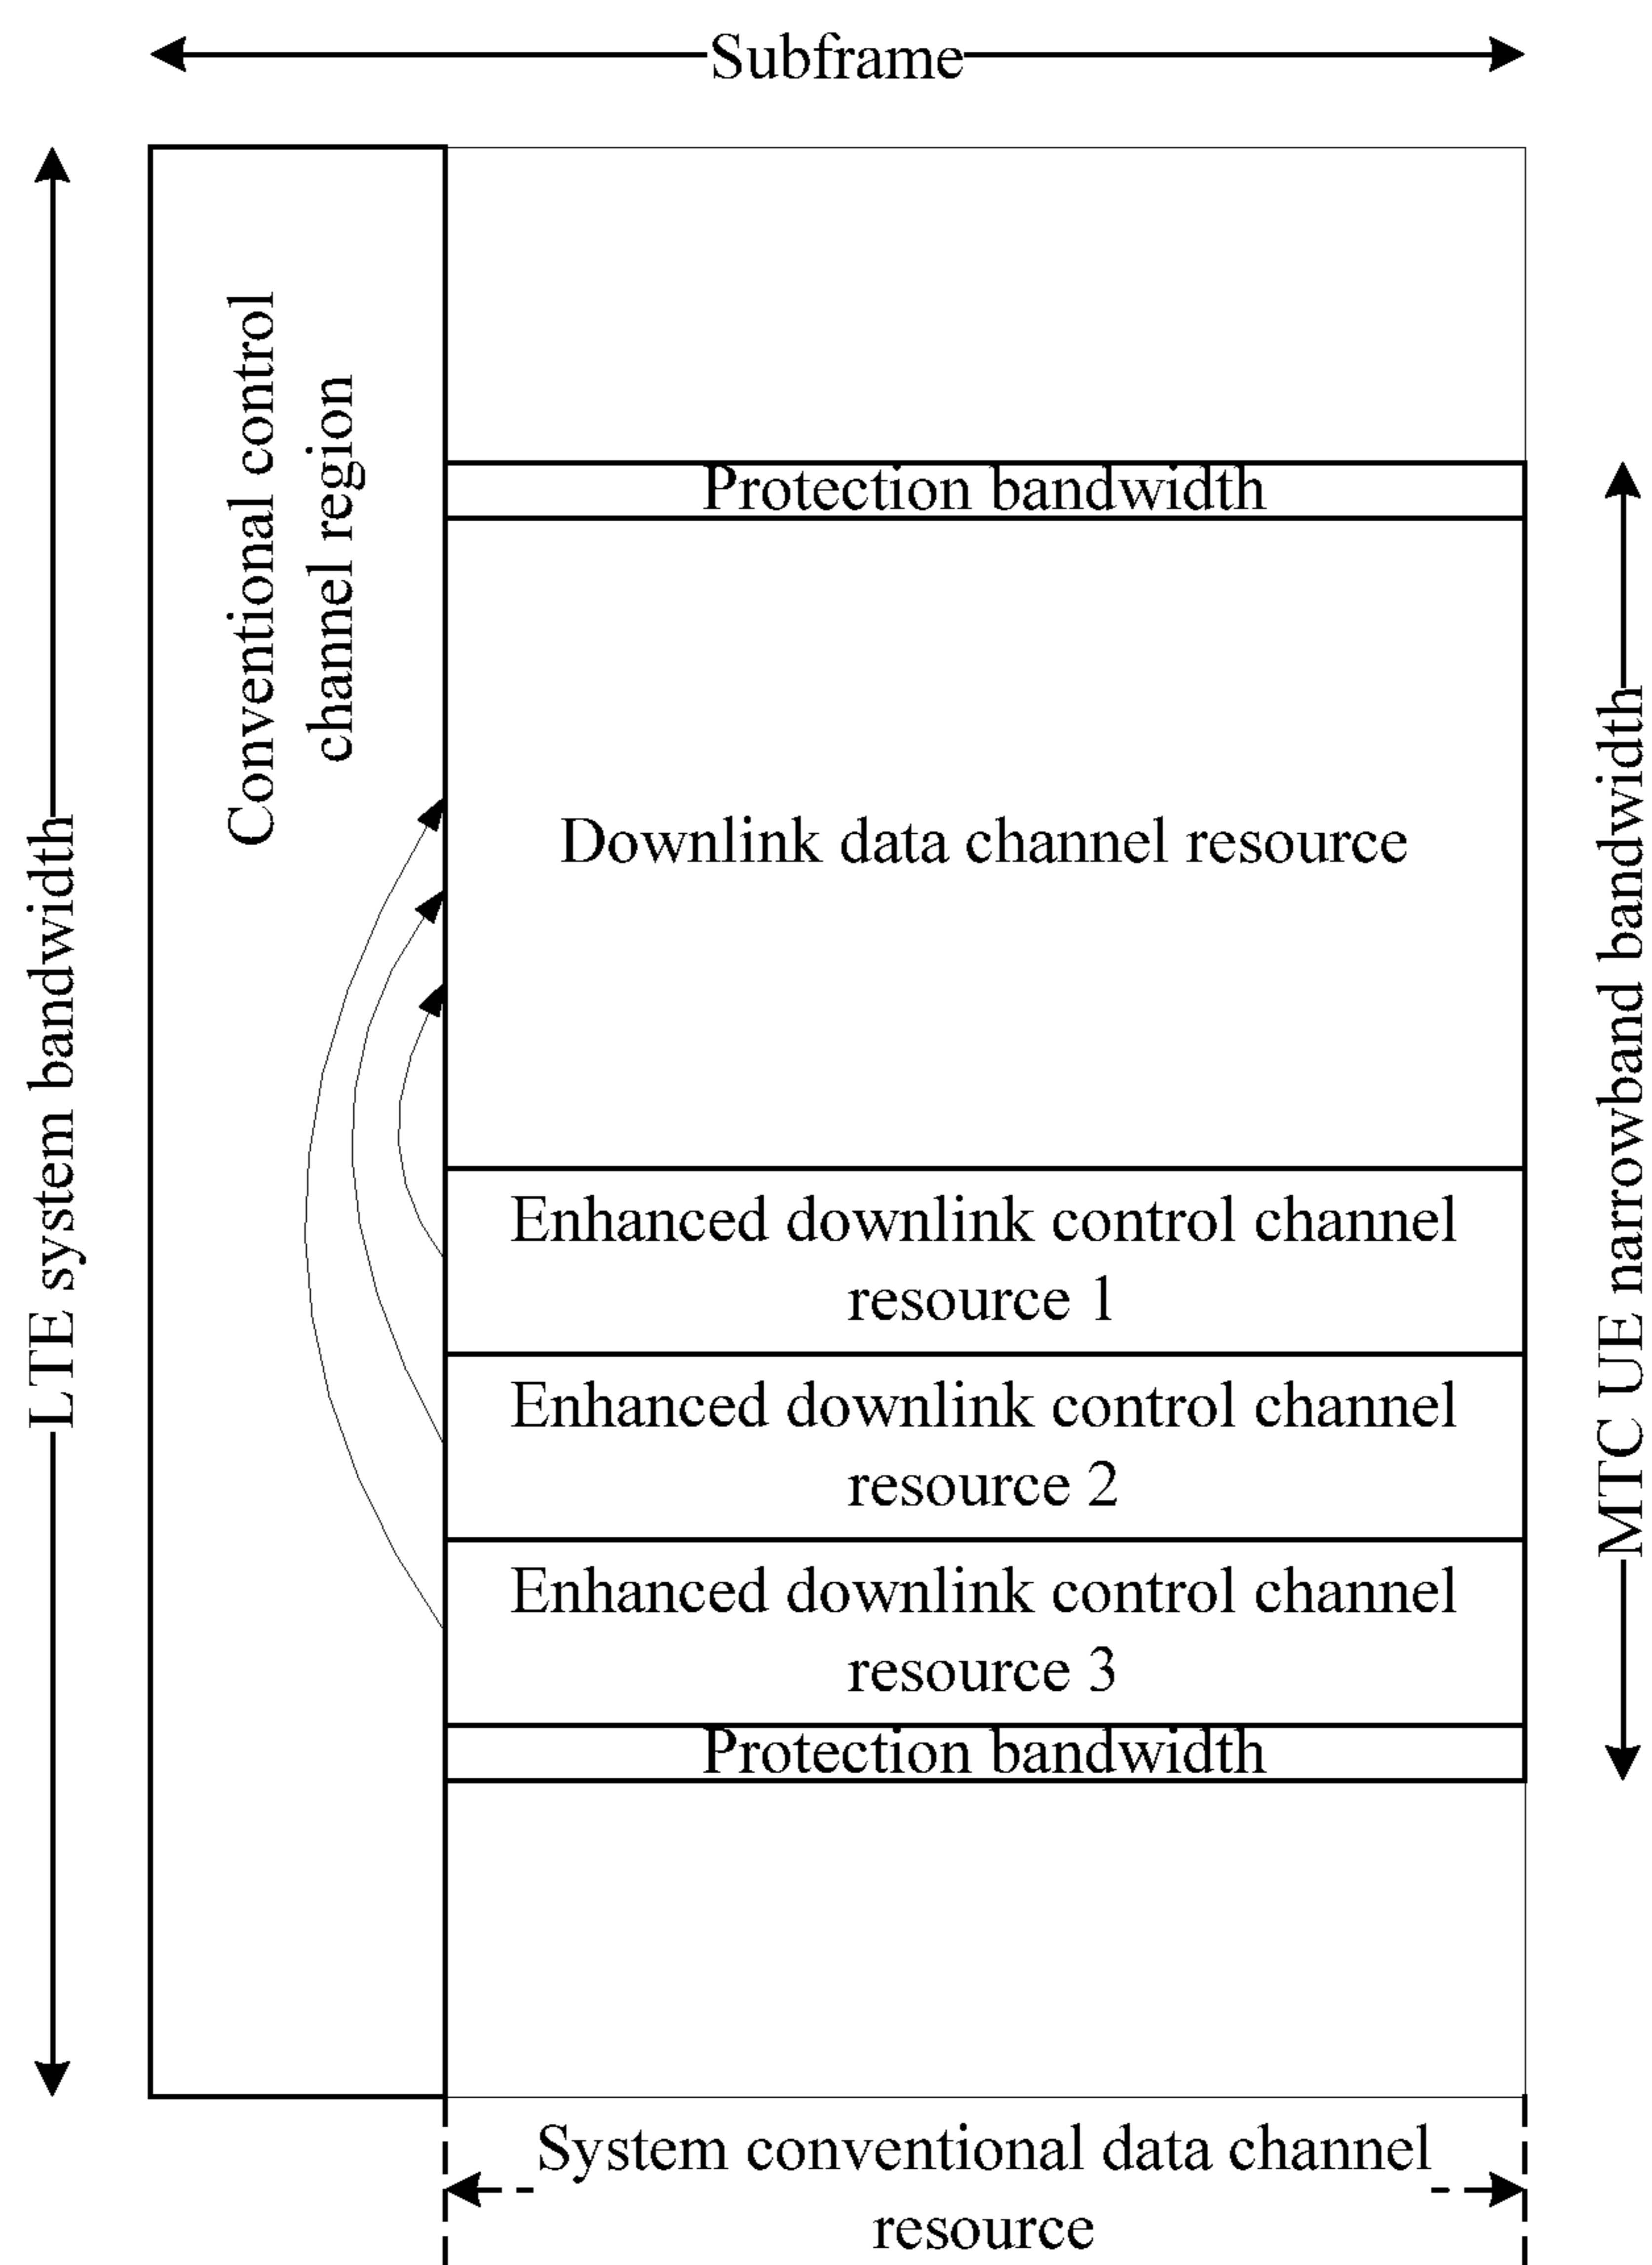 Subframe
LTE system bandwidth
Conventional control
channel region
Protection bandwidth
Downlink data channel resource
Enhanced downlink control channel
resource 1
Enhanced downlink control channel
resource 2
Enhanced downlink control channel
resource 3
Protection bandwidth
MTC UE narrowband bandwidth
System conventional data channel
resource